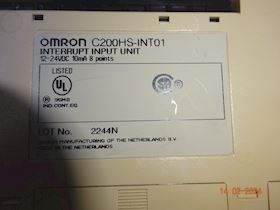 OMRON C200HS-INT01
INTERRUPT INPUT UNIT
12-24VDC 10mA 8 points
LISTED
UL
IND.CONT.EQ.
LOT No. 2244N
OMRON MANUFACTURING OF THE NETHERLANDS B.V.
MADE IN THE NETHERLANDS